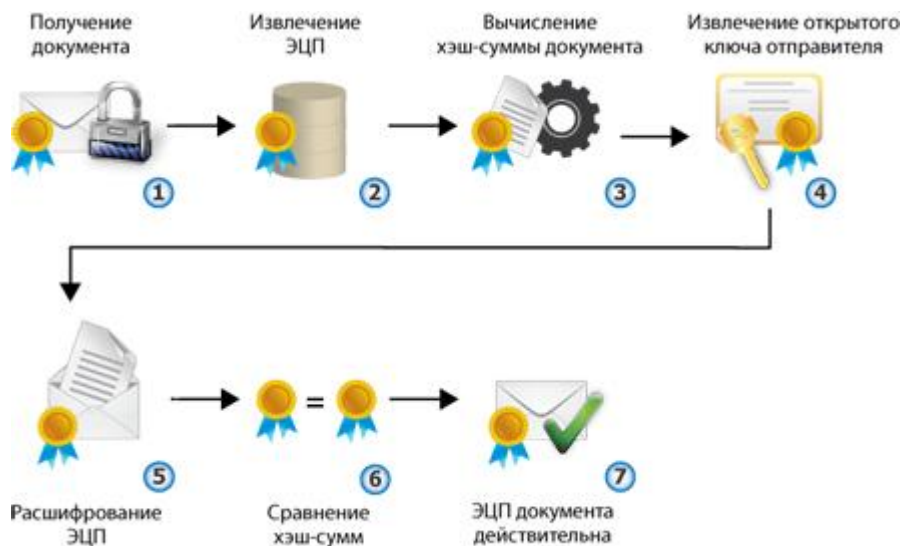 Получение
документа
Извлечение
ЭЦП
Вычисление
хэш-суммы документа
Извлечение открытого
ключа отправителя
1
2
3
4
5
=
6
7
Расшифрование
ЭЦП
Сравнение
хэш-сумм
ЭЦП документа
действительна